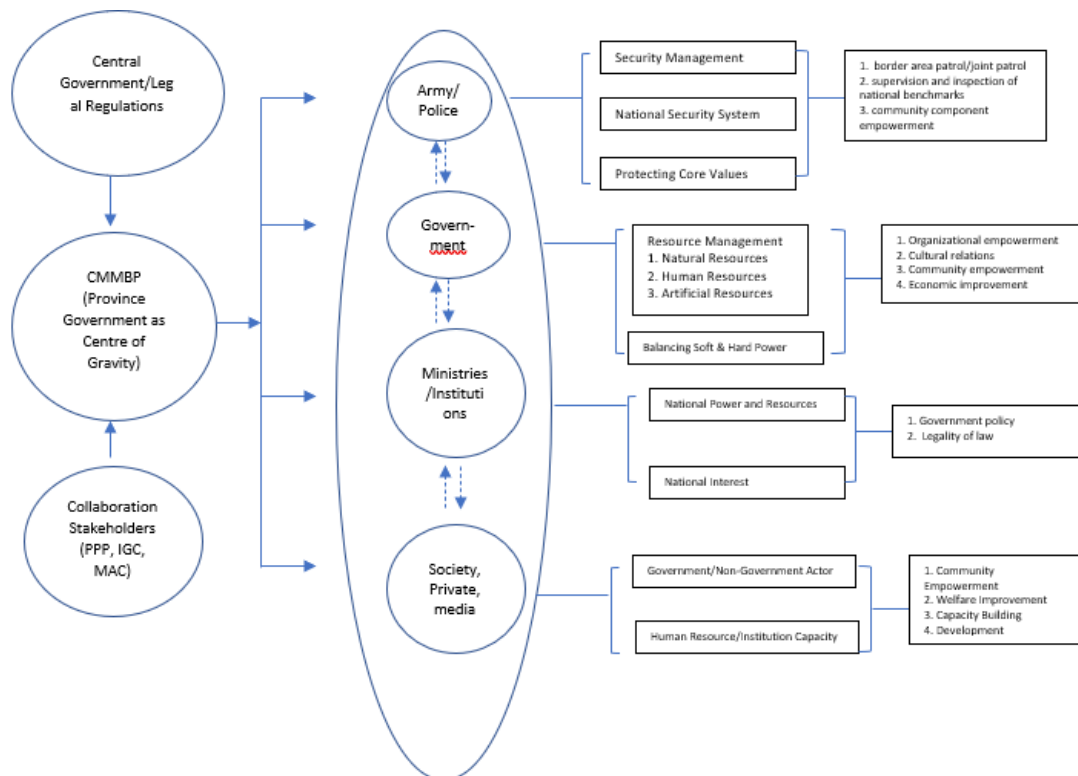 Central
Government/Leg
al Regulations
CMMBP
(Province
Government as
Centre of
Gravity)
Collaboration
Stakeholders
(PPP, IGC,
MAC)
Army/
Police
Govern-
ment
Ministries
/Instituti
ons
Society,
Private,
media
Security Management
National Security System
Protecting Core Values
1. border area patrol/joint patrol
2. supervision and inspection of
national benchmarks
3. community component
empowerment
Resource Management
1. Natural Resources
2. Human Resources
3. Artificial Resources
Balancing Soft & Hard Power
1. Organizational empowerment
2. Cultural relations
3. Community empowerment
4. Economic improvement
National Power and Resources
National Interest
1. Government policy
2. Legality of law
Government/Non-Government Actor
Human Resource/Institution Capacity
1. Community
Empowerment
2. Welfare Improvement
3. Capacity Building
4. Development